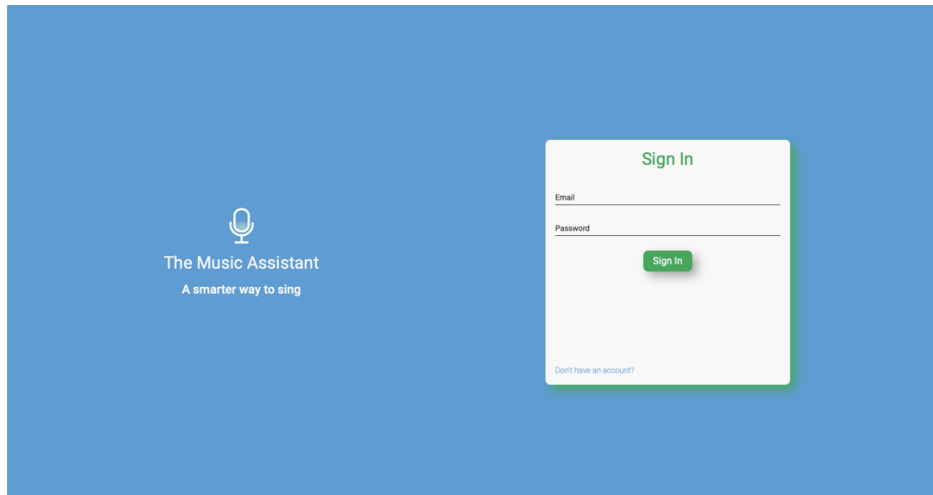 The Music Assistant
A smarter way to sing
Sign In
Email
Password
Sign In
Don't have an account?